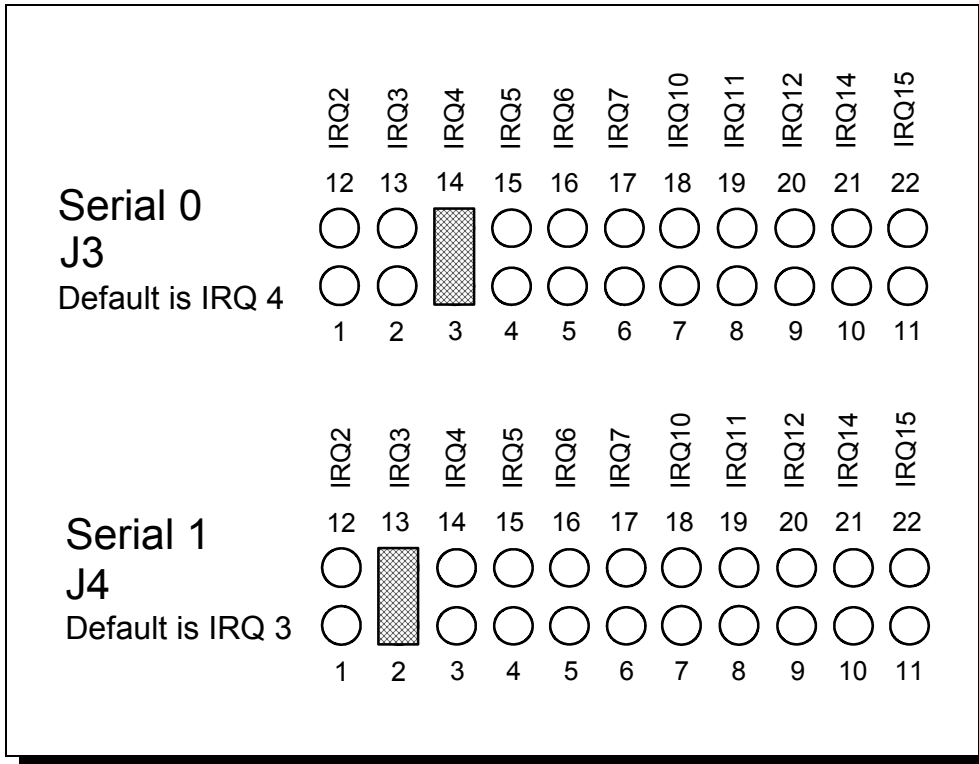 IRQ2 IRQ3 IRQ4 IRQ5 IRQ6 IRQ7 IRQ10 IRQ11 IRQ12 IRQ14 IRQ15
12 13 14 15 16 17 18 19 20 21 22
Serial 0
J3
Default is IRQ 4
1 2 3 4 5 6 7 8 9 10 11
IRQ2 IRQ3 IRQ4 IRQ5 IRQ6 IRQ7 IRQ10 IRQ11 IRQ12 IRQ14 IRQ15
12 13 14 15 16 17 18 19 20 21 22
Serial 1
J4
Default is IRQ 3
1 2 3 4 5 6 7 8 9 10 11